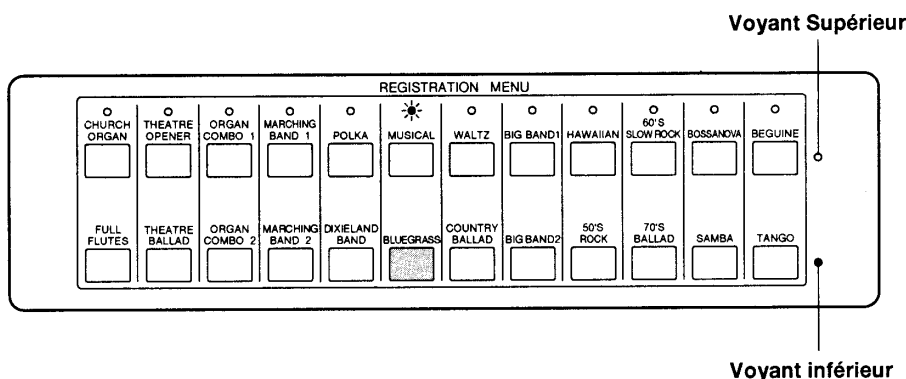 Voyant Supérieur
REGISTRATION MENU
CHURCH ORGAN
THEATRE OPENER
ORGAN COMBO 1
MARCHING BAND 1
POLKA
MUSICAL
WALTZ
BIG BAND1
HAWAIIAN
60'S SLOW ROCK
BOSSANOVA
BEGUINE
FULL FLUTES
THEATRE BALLAD
ORGAN COMBO 2
MARCHING BAND 2
DIXIELAND BAND
BLUEGRASS
COUNTRY BALLAD
BIG BAND2
50'S ROCK
70'S BALLAD
SAMBA
TANGO
Voyant inférieur